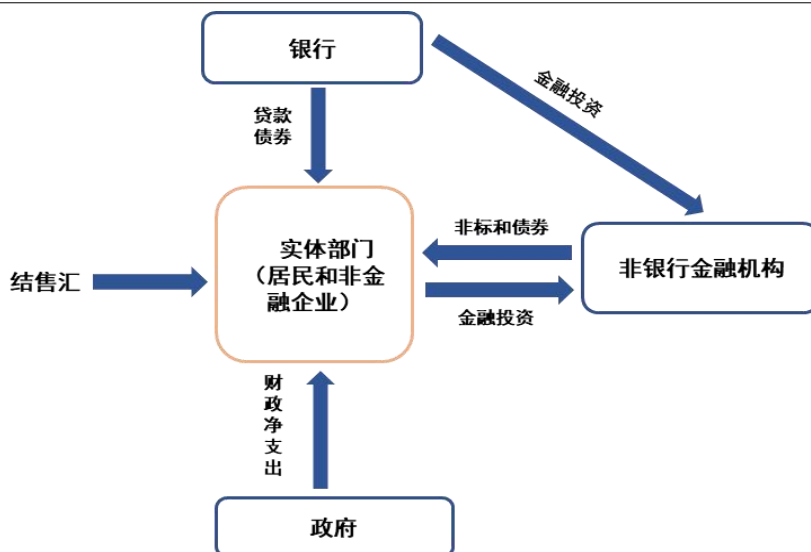 银行
金融投资
贷款
债券
实体部门
（居民和非金
融企业）
非标和债券
非银行金融机构
结售汇
金融投资
财
政
净
支
出
政府